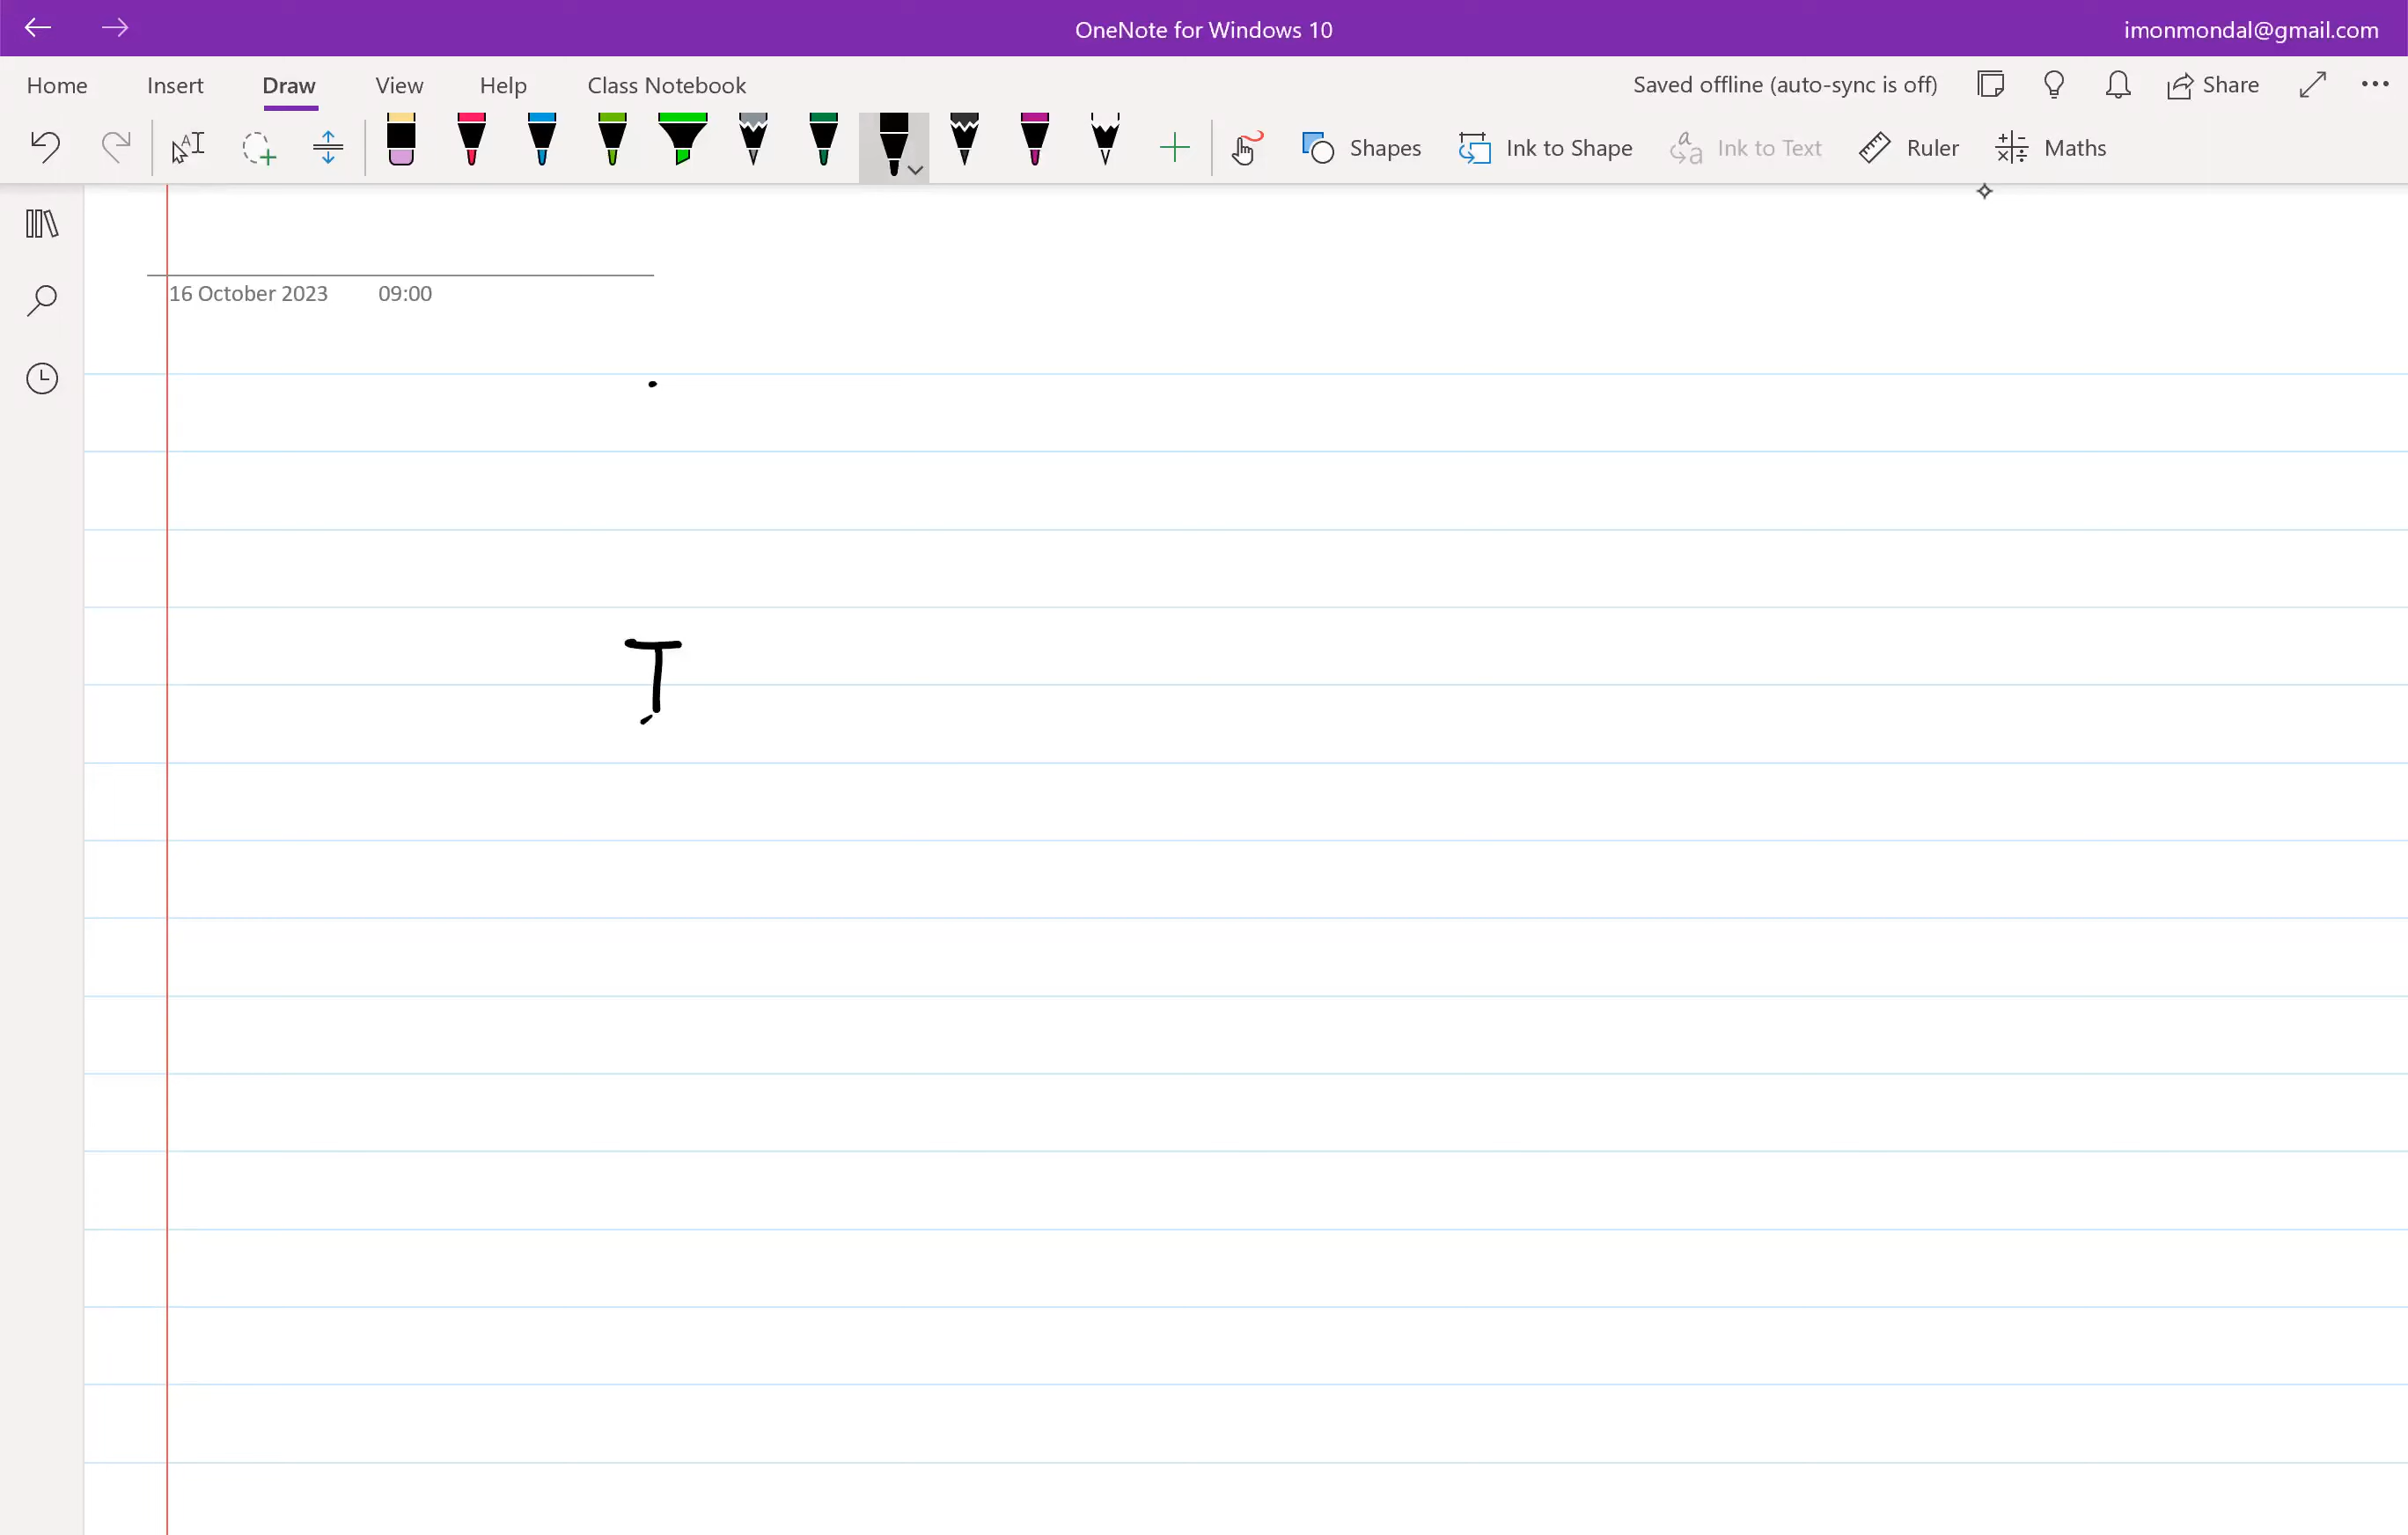 OneNote for Windows 10
imonmondal@gmail.com
Home Insert Draw View Help Class Notebook
Saved offline (auto-sync is off) Share
Shapes Ink to Shape Ink to Text Ruler Maths
16 October 2023 09:00
T